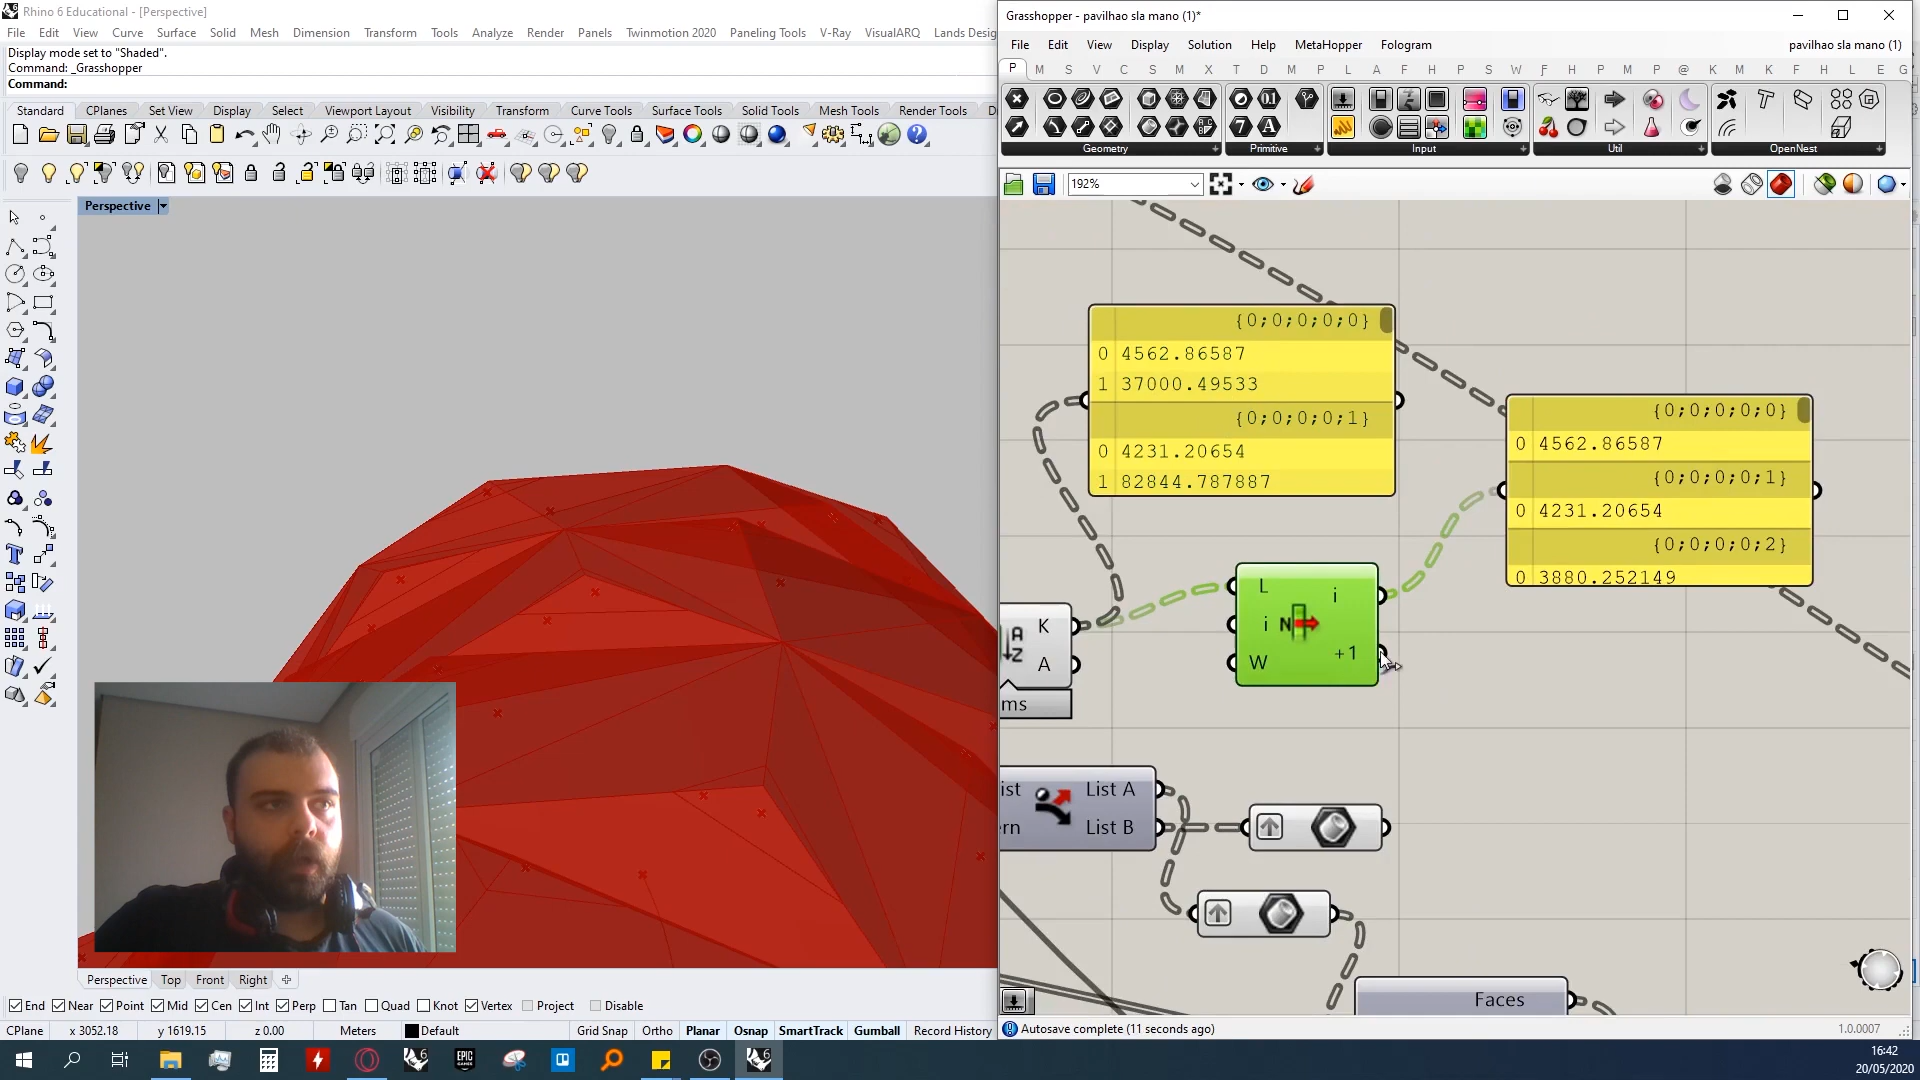 Rhino 6 Educational - [Perspective]
File Edit View Curve Surface Solid Mesh Dimension Transform Tools Analyze Render Panels Twinmotion 2020 Paneling Tools V-Ray VisualARQ Lands Desig
Display mode set to "Shaded".
Command: _Grasshopper
Command:
Standard CPlanes Set View Display Select Viewport Layout Visibility Transform Curve Tools Surface Tools Solid Tools Mesh Tools Render Tools D
Perspective
Perspective Top Front Right
End Near Point Mid Cen Int Perp Tan Quad Knot Vertex Project Disable
CPlane x 3052.18 y 1619.15 z 0.00 Meters Default Grid Snap Ortho Planar Osnap SmartTrack Gumball Record History
Grasshopper - pavilhao sla mano (1)*
File Edit View Display Solution Help MetaHopper Fologram pavilhao sla mano (1)
P M S V C S M X T D M P L A F H P S W F H P M P @ K M K F H L E G
Geometry Primitive Input Util OpenNest
192%
{0;0;0;0;0}
0 4562.86587
1 37000.49533
{0;0;0;0;1}
0 4231.20654
1 82844.787887
{0;0;0;0;0}
0 4562.86587
{0;0;0;0;1}
0 4231.20654
{0;0;0;0;2}
0 3880.252149
K
A
ms
L
i
W
N
i
+1
ist List A
rn List B
Faces
Autosave complete (11 seconds ago) 1.0.0007
16:42
20/05/2020